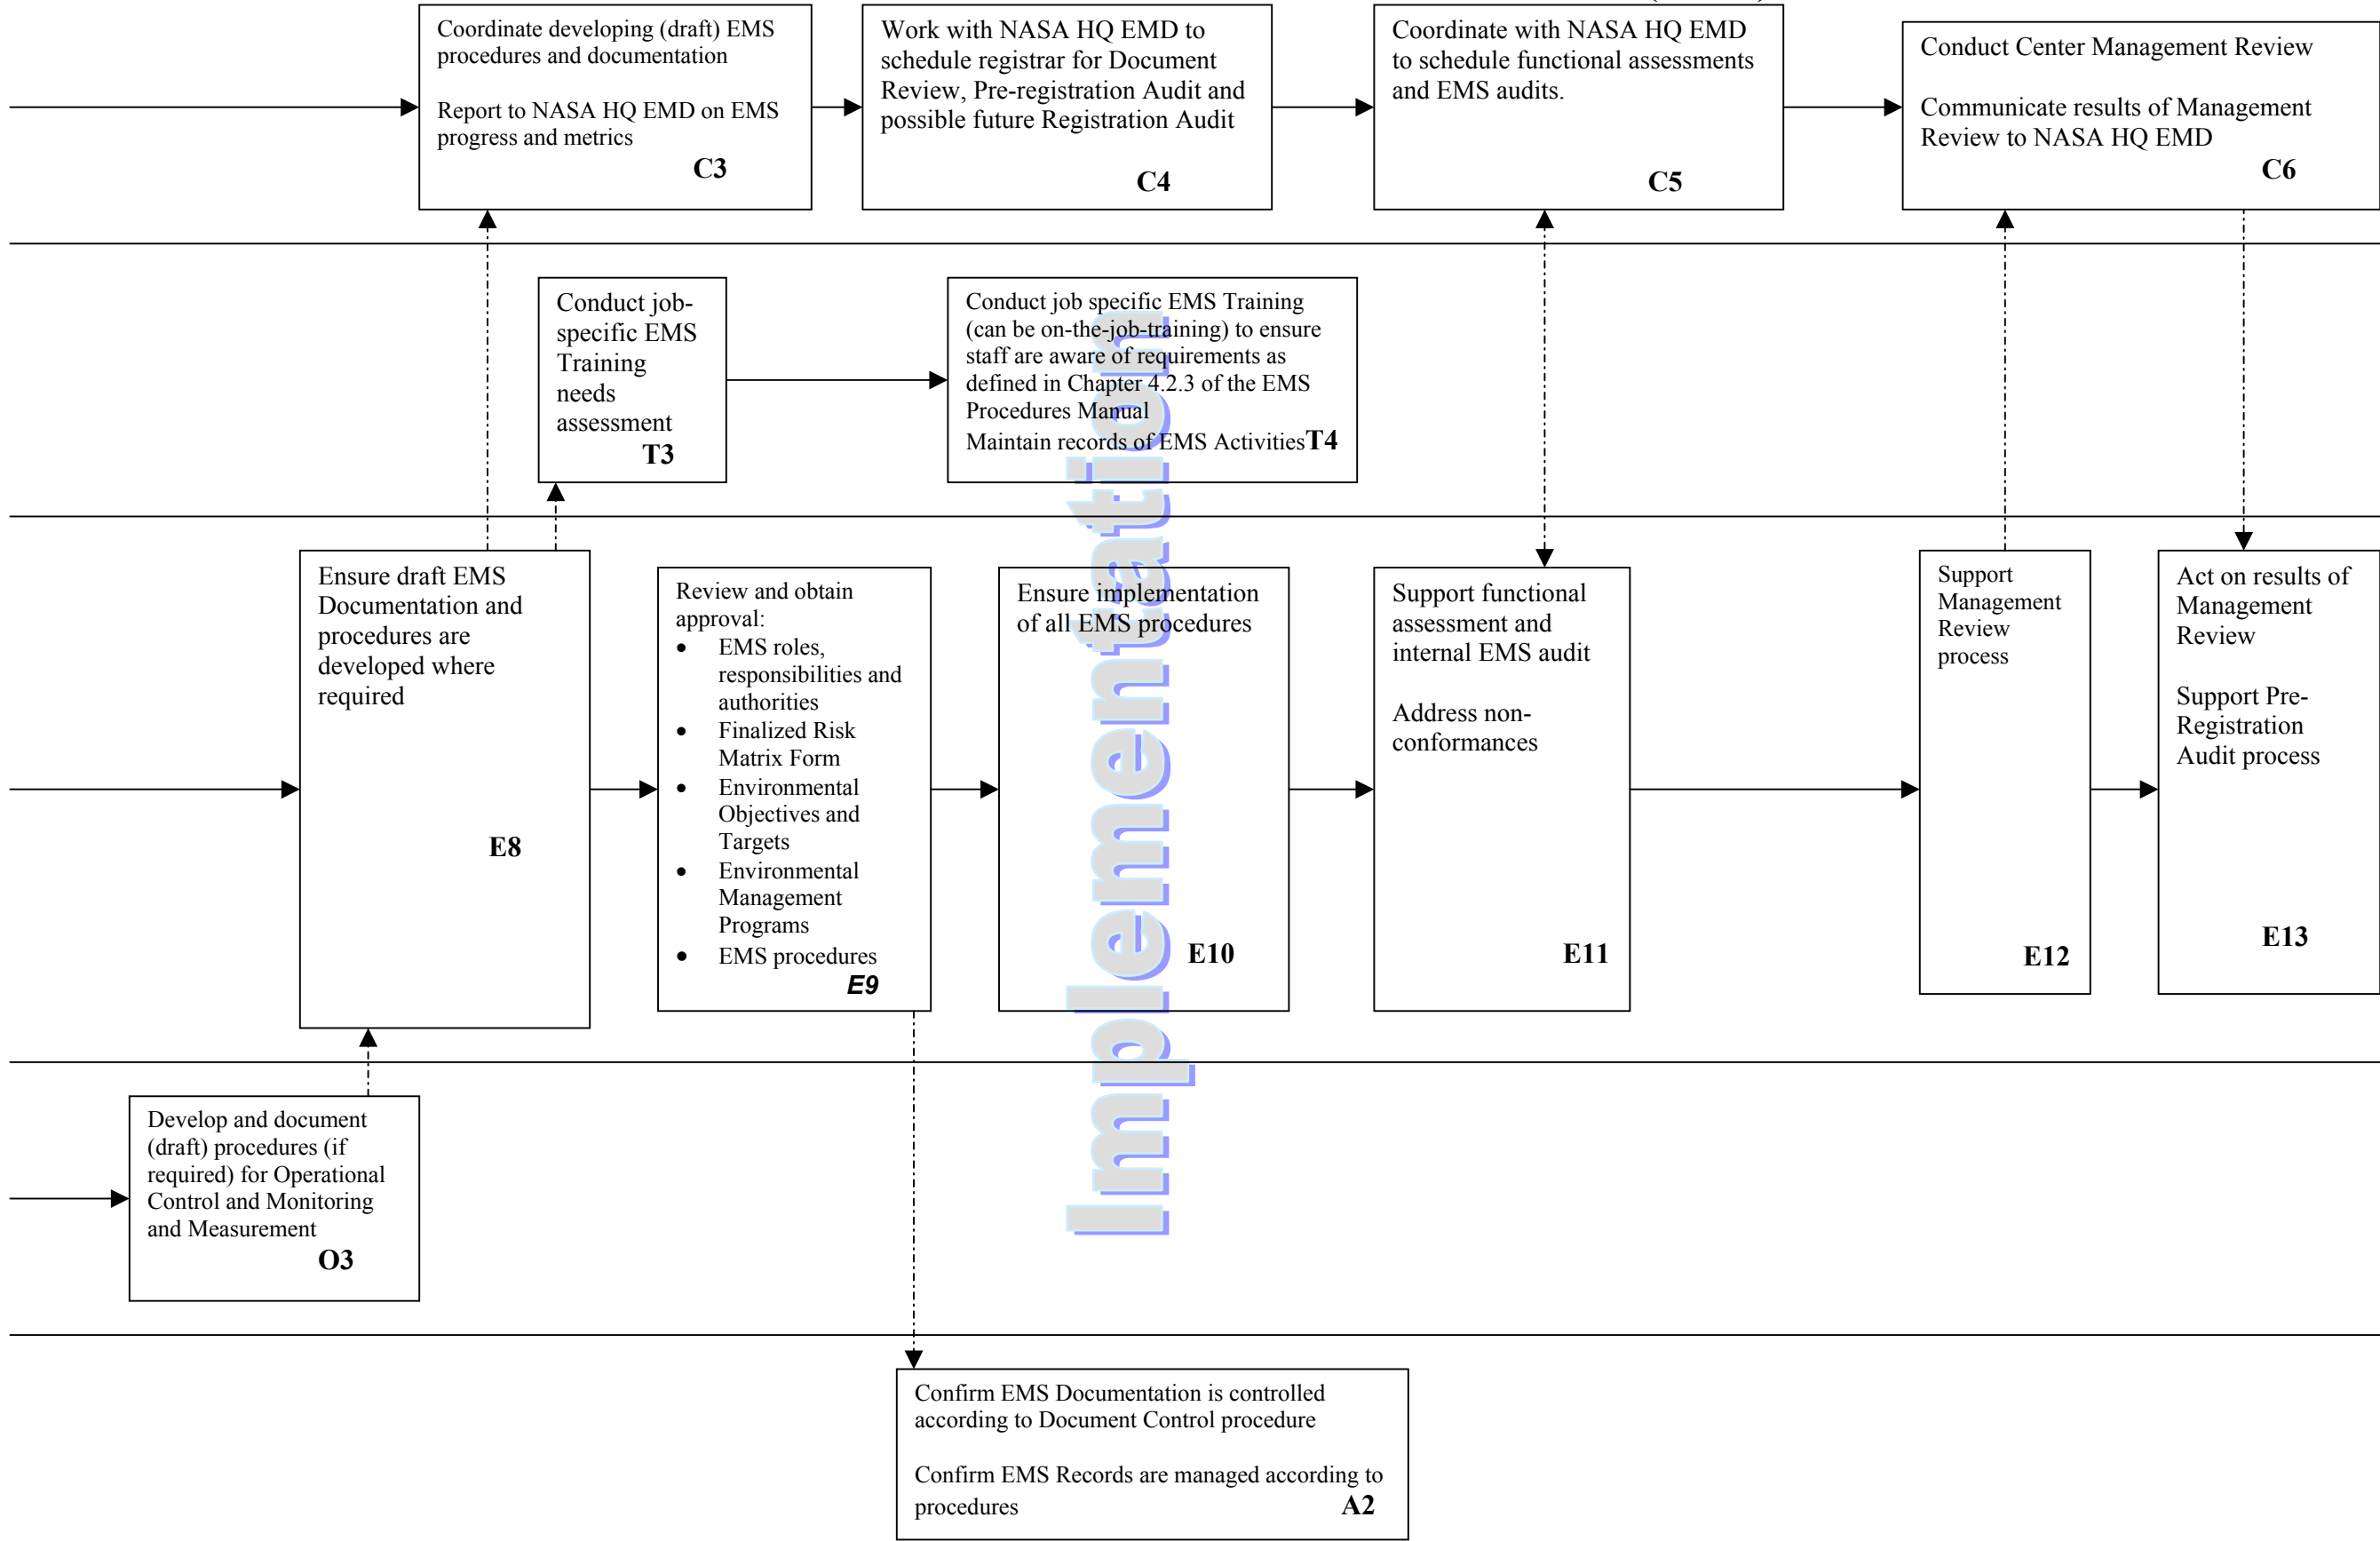 Coordinate developing (draft) EMS
procedures and documentation
Report to NASA HQ EMD on EMS
progress and metrics
C3
Work with NASA HQ EMD to
schedule registrar for Document
Review, Pre-registration Audit and
possible future Registration Audit
C4
Coordinate with NASA HQ EMD
to schedule functional assessments
and EMS audits.
C5
Conduct Center Management Review
Communicate results of Management
Review to NASA HQ EMD
C6
Conduct job-
specific EMS
Training
needs
assessment
T3
Conduct job specific EMS Training
(can be on-the-job-training) to ensure
staff are aware of requirements as
defined in Chapter 4.2.3 of the EMS
Procedures Manual
Maintain records of EMS Activities T4
Implementation
Ensure draft EMS
Documentation and
procedures are
developed where
required
E8
Review and obtain
approval:
• EMS roles,
responsibilities and
authorities
• Finalized Risk
Matrix Form
• Environmental
Objectives and
Targets
• Environmental
Management
Programs
• EMS procedures
E9
Ensure implementation
of all EMS procedures
E10
Support functional
assessment and
internal EMS audit
Address non-
conformances
E11
Support
Management
Review
process
E12
Act on results of
Management
Review
Support Pre-
Registration
Audit process
E13
Develop and document
(draft) procedures (if
required) for Operational
Control and Monitoring
and Measurement
O3
Confirm EMS Documentation is controlled
according to Document Control procedure
Confirm EMS Records are managed according to
procedures A2